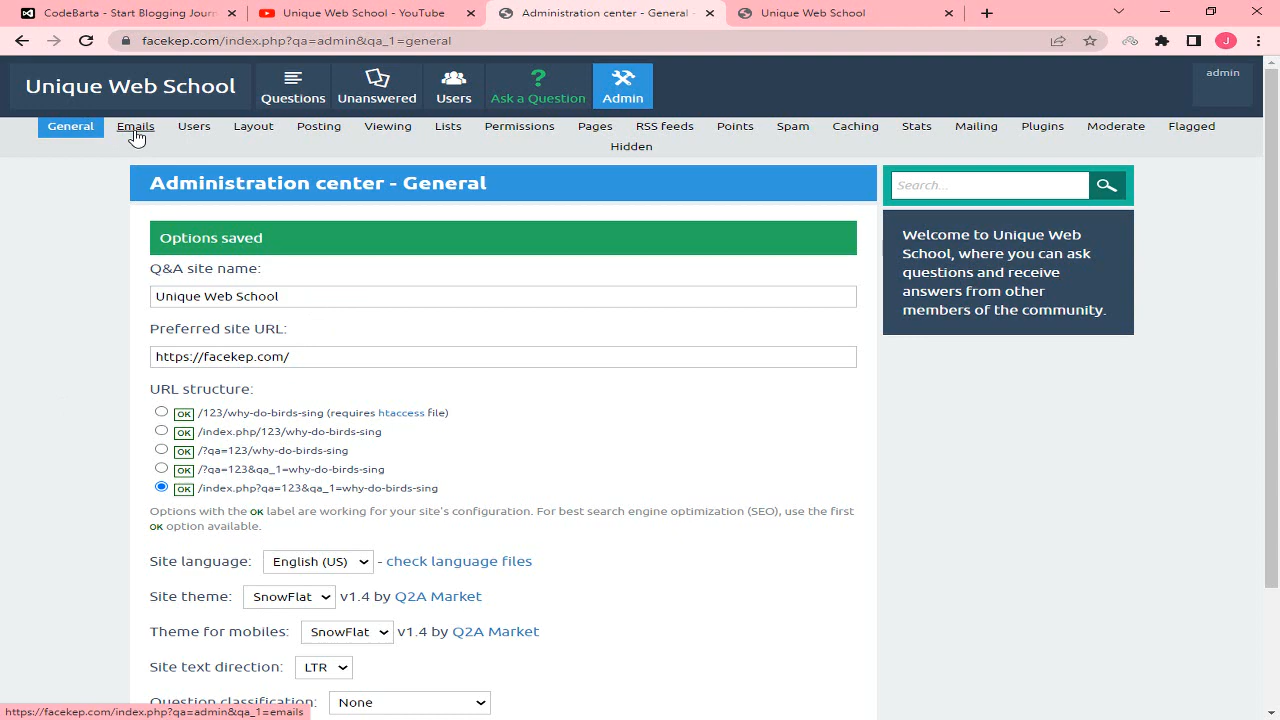 CodeBarta - Start Blogging Journ
Unique Web School - YouTube
Administration center - General -
Unique Web School
facekep.com/index.php?qa=admin&qa_1=general
J
Unique Web School
Questions
Unanswered
Users
Ask a Question
Admin
admin
General Emails Users Layout Posting Viewing Lists Permissions Pages RSS feeds Points Spam Caching Stats Mailing Plugins Moderate Flagged
Hidden
Administration center - General
Search...
Options saved
Welcome to Unique Web
School, where you can ask
questions and receive
answers from other
members of the community.
Q&A site name:
Unique Web School
Preferred site URL:
https://facekep.com/
URL structure:
OK /123/why-do-birds-sing (requires htaccess file)
OK /index.php/123/why-do-birds-sing
OK /?qa=123/why-do-birds-sing
OK /?qa=123&qa_1=why-do-birds-sing
OK /index.php?qa=123&qa_1=why-do-birds-sing
Options with the OK label are working for your site's configuration. For best search engine optimization (SEO), use the first
OK option available.
Site language: English (US) - check language files
Site theme: SnowFlat v1.4 by Q2A Market
Theme for mobiles: SnowFlat v1.4 by Q2A Market
Site text direction: LTR
Question classification: None
https://facekep.com/index.php?qa=admin&qa_1=emails